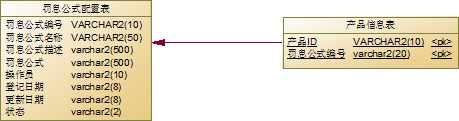 罚息公式配置表
罚息公式编号 VARCHAR2(10)
罚息公式名称 VARCHAR2(50)
罚息公式描述 varchar2(500)
罚息公式 varchar2(500)
操作员 varchar2(10)
登记日期 varchar2(8)
更新日期 varchar2(8)
状态 varchar2(2)
产品信息表
产品ID VARCHAR2(10) <pk>
罚息公式编号 varchar2(20) <pk>